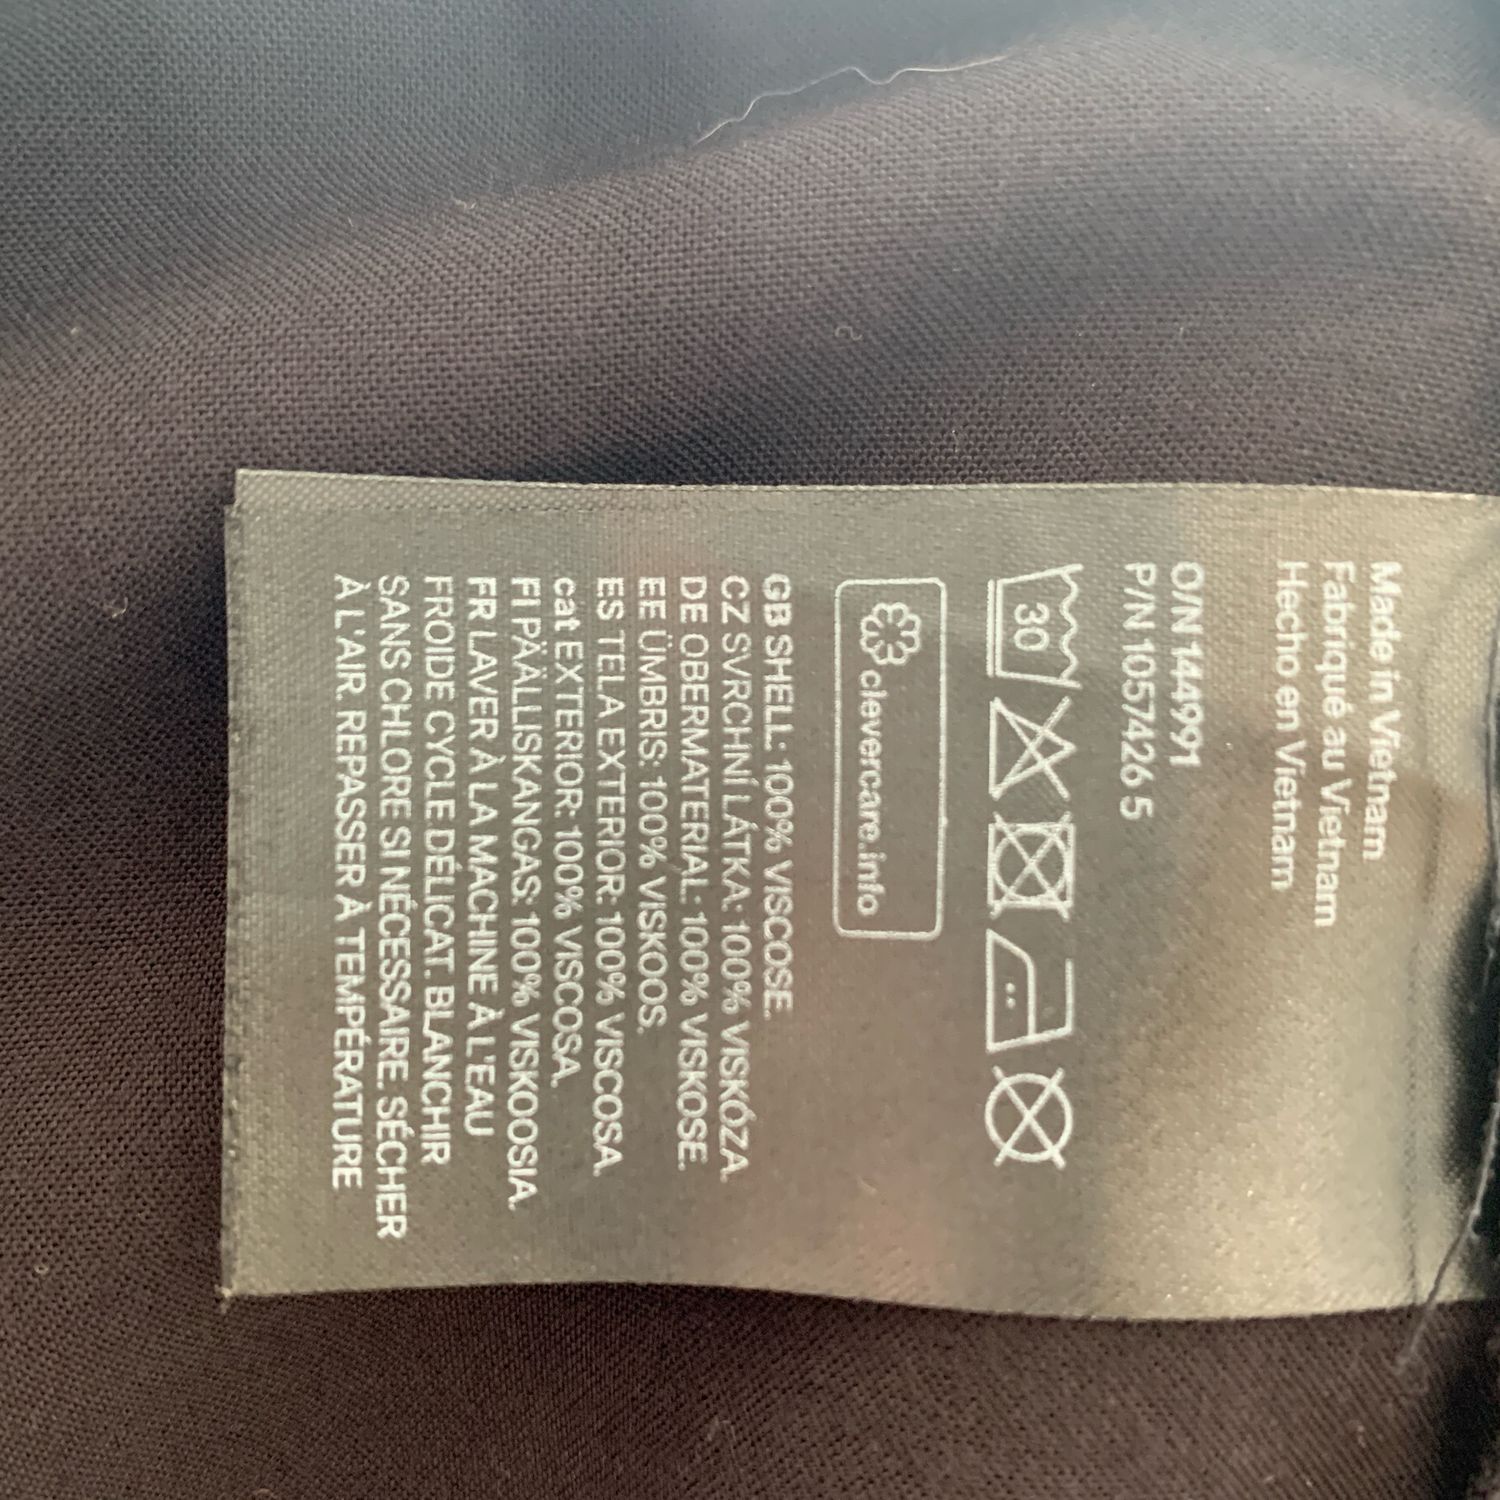 Made in Vietnam
Fabriqué au Vietnam
Hecho en Vietnam
O/N 144991
P/N 1057426 5
30
clevercare.info
GB SHELL: 100% VISCOSE.
CZ SVRCHNÍ LÁTKA: 100% VISKÓZA.
DE OBERMATERIAL: 100% VISKOSE.
EE ÜMBRIS: 100% VISKOOS.
ES TELA EXTERIOR: 100% VISCOSA.
cat EXTERIOR: 100% VISCOSA.
FI PÄÄLLISKANGAS: 100% VISKOOSIA.
FR LAVER À LA MACHINE À L'EAU
FROIDE CYCLE DÉLICAT. BLANCHIR
SANS CHLORE SI NÉCESSAIRE. SÉCHER
À L'AIR. REPASSER À TEMPÉRATURE